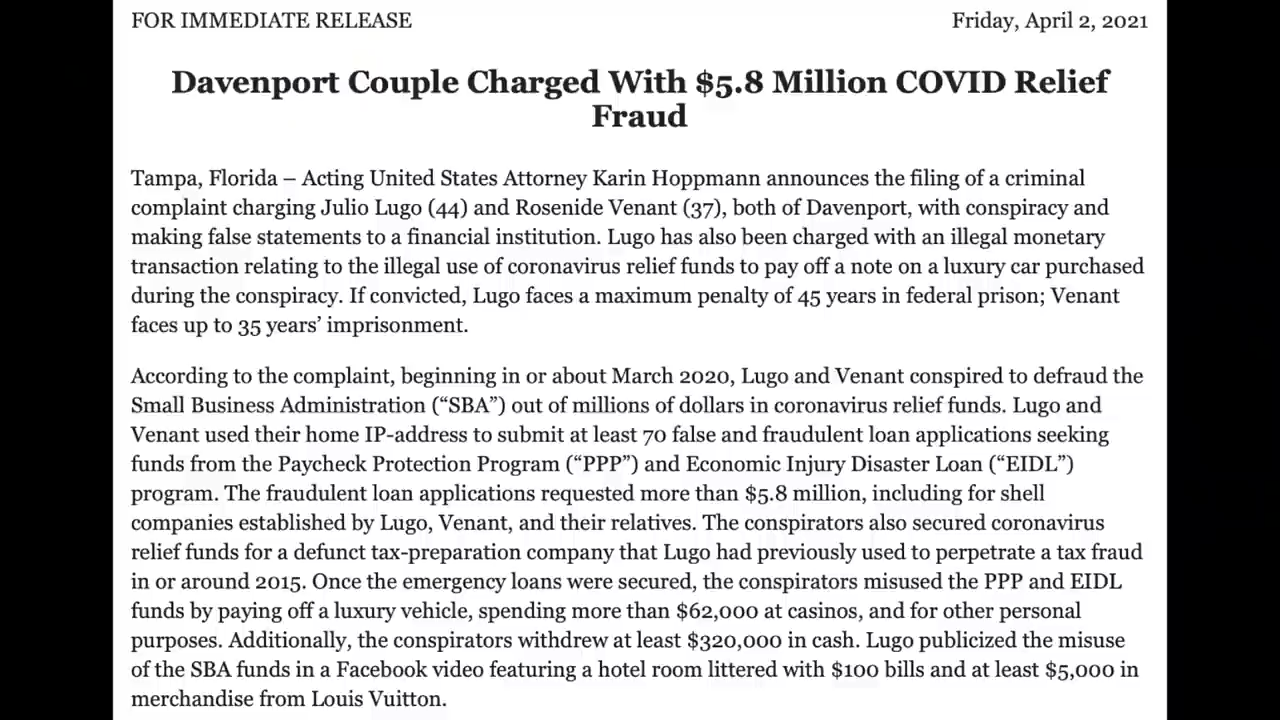 FOR IMMEDIATE RELEASE Friday, April 2, 2021
Davenport Couple Charged With $5.8 Million COVID Relief
Fraud
Tampa, Florida – Acting United States Attorney Karin Hoppmann announces the filing of a criminal
complaint charging Julio Lugo (44) and Rosenide Venant (37), both of Davenport, with conspiracy and
making false statements to a financial institution. Lugo has also been charged with an illegal monetary
transaction relating to the illegal use of coronavirus relief funds to pay off a note on a luxury car purchased
during the conspiracy. If convicted, Lugo faces a maximum penalty of 45 years in federal prison; Venant
faces up to 35 years’ imprisonment.
According to the complaint, beginning in or about March 2020, Lugo and Venant conspired to defraud the
Small Business Administration (“SBA”) out of millions of dollars in coronavirus relief funds. Lugo and
Venant used their home IP-address to submit at least 70 false and fraudulent loan applications seeking
funds from the Paycheck Protection Program (“PPP”) and Economic Injury Disaster Loan (“EIDL”)
program. The fraudulent loan applications requested more than $5.8 million, including for shell
companies established by Lugo, Venant, and their relatives. The conspirators also secured coronavirus
relief funds for a defunct tax-preparation company that Lugo had previously used to perpetrate a tax fraud
in or around 2015. Once the emergency loans were secured, the conspirators misused the PPP and EIDL
funds by paying off a luxury vehicle, spending more than $62,000 at casinos, and for other personal
purposes. Additionally, the conspirators withdrew at least $320,000 in cash. Lugo publicized the misuse
of the SBA funds in a Facebook video featuring a hotel room littered with $100 bills and at least $5,000 in
merchandise from Louis Vuitton.